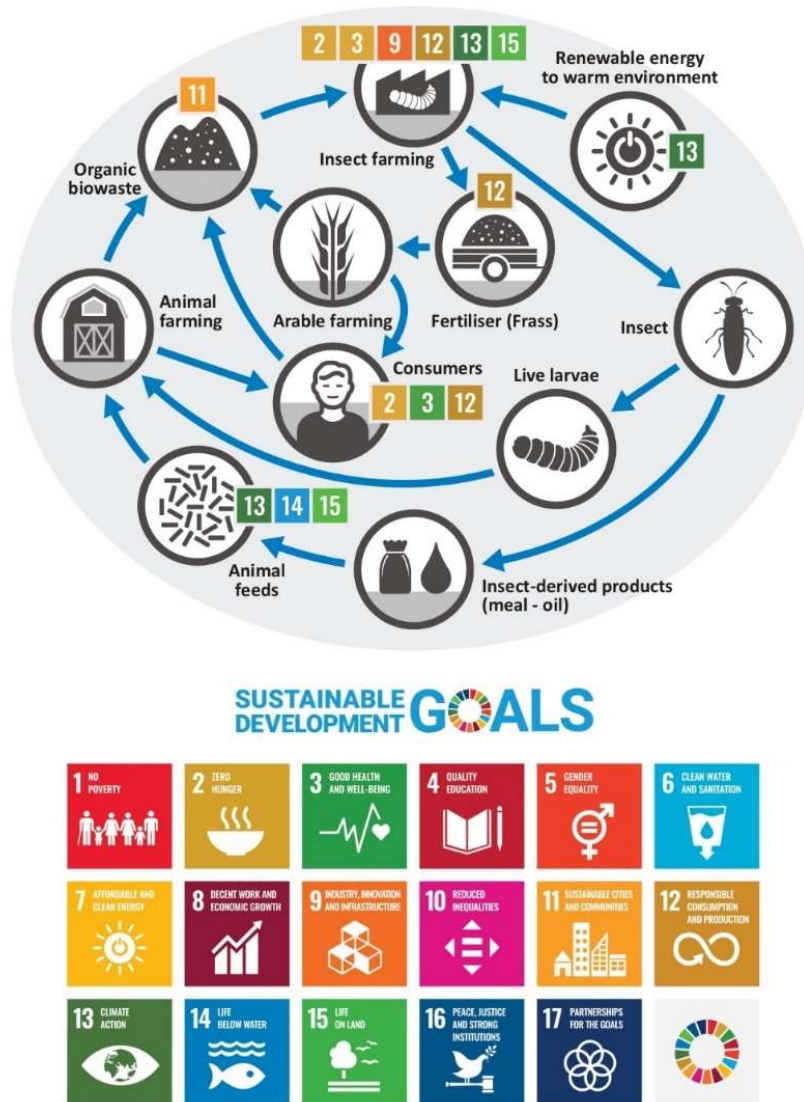 2 3 9 12 13 15
Renewable energy
to warm environment
11
13
Organic
biowaste
Insect farming
12
Animal
farming
Arable farming
Fertiliser (Frass)
Insect
Consumers
2 3 12
Live larvae
13 14 15
Animal
feeds
Insect-derived products
(meal - oil)
SUSTAINABLE
DEVELOPMENT
GOALS
1 NO
POVERTY
2 ZERO
HUNGER
3 GOOD HEALTH
AND WELL-BEING
4 QUALITY
EDUCATION
5 GENDER
EQUALITY
6 CLEAN WATER
AND SANITATION
7 AFFORDABLE AND
CLEAN ENERGY
8 DECENT WORK AND
ECONOMIC GROWTH
9 INDUSTRY, INNOVATION
AND INFRASTRUCTURE
10 REDUCED
INEQUALITIES
11 SUSTAINABLE CITIES
AND COMMUNITIES
12 RESPONSIBLE
CONSUMPTION
AND PRODUCTION
13 CLIMATE
ACTION
14 LIFE
BELOW WATER
15 LIFE
ON LAND
16 PEACE, JUSTICE
AND STRONG
INSTITUTIONS
17 PARTNERSHIPS
FOR THE GOALS